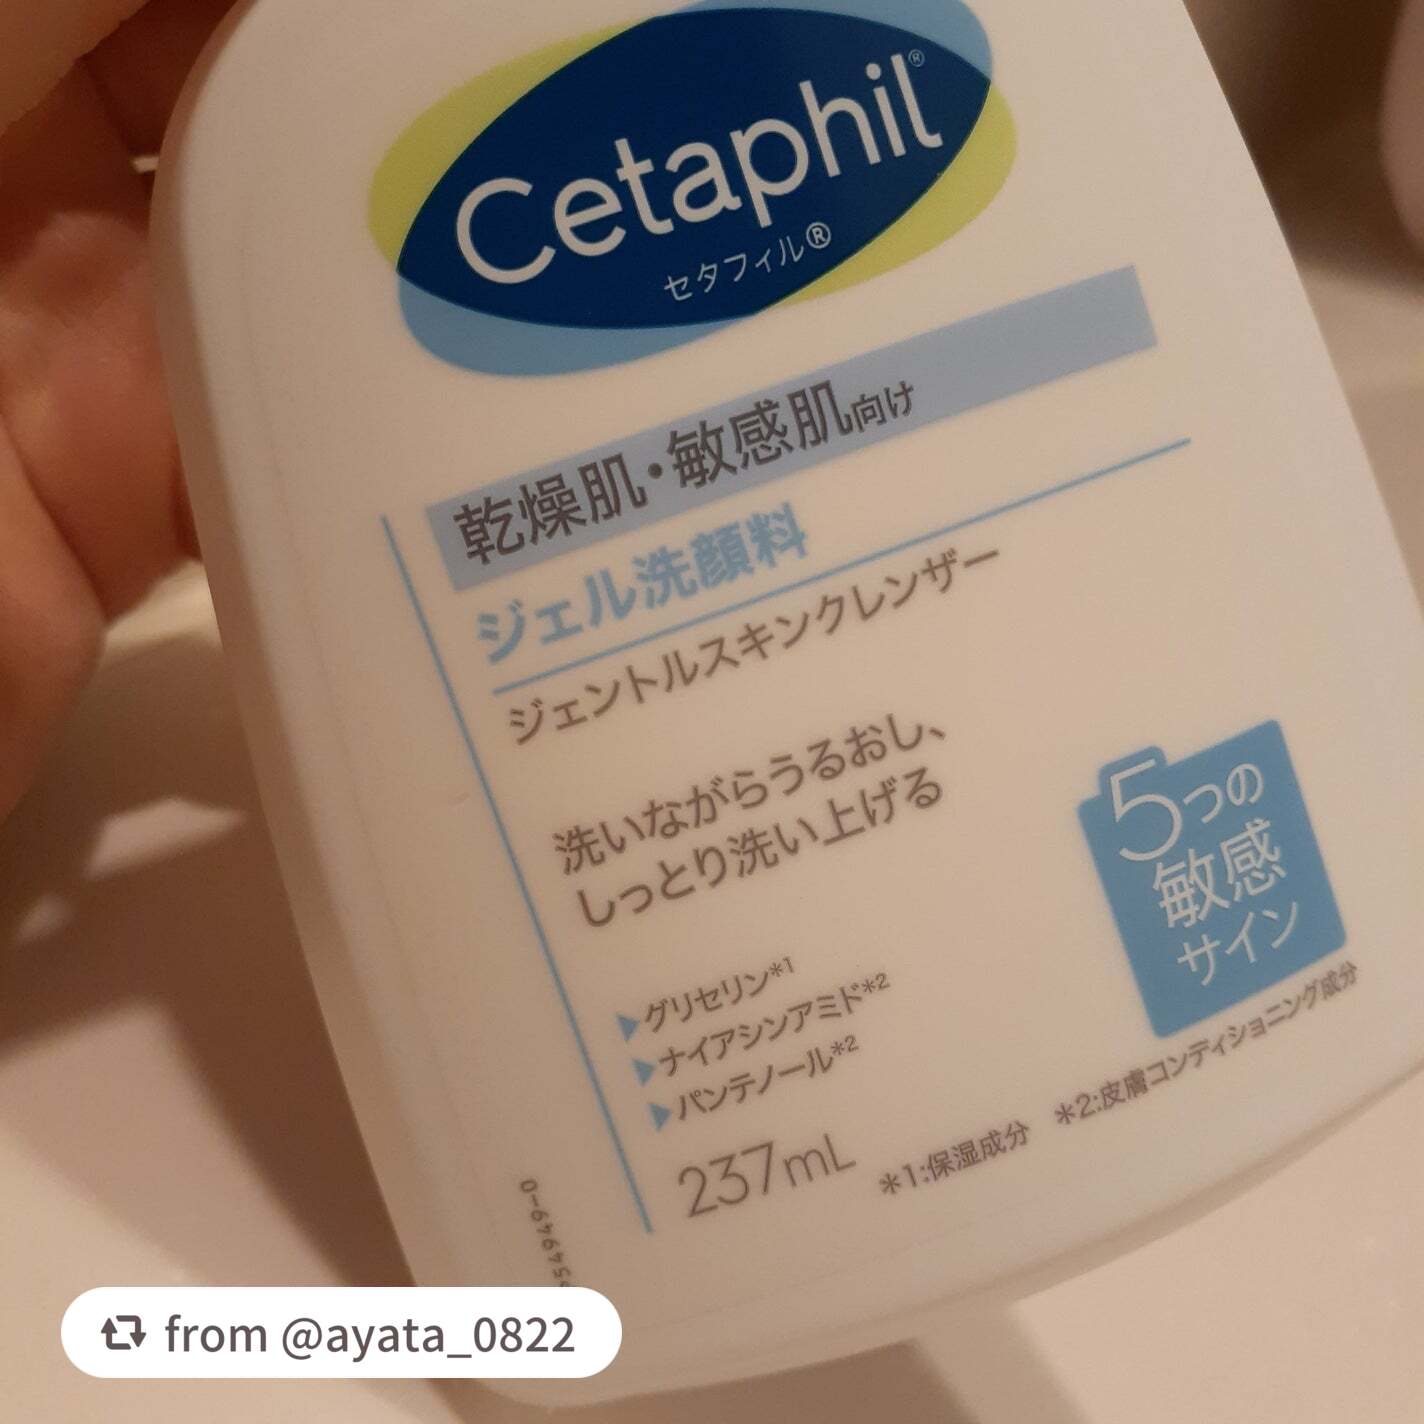 Cetaphil®
セタフィル®
乾燥肌・敏感肌向け
ジェル洗顔料
ジェントルスキンクレンザー
洗いながらうるおし、
しっとり洗い上げる
5つの
敏感
サイン
▶グリセリン*1
▶ナイアシンアミド*2
▶パンテノール*2
237mL
*1:保湿成分 *2:皮膚コンディショニング成分
from @ayata_0822